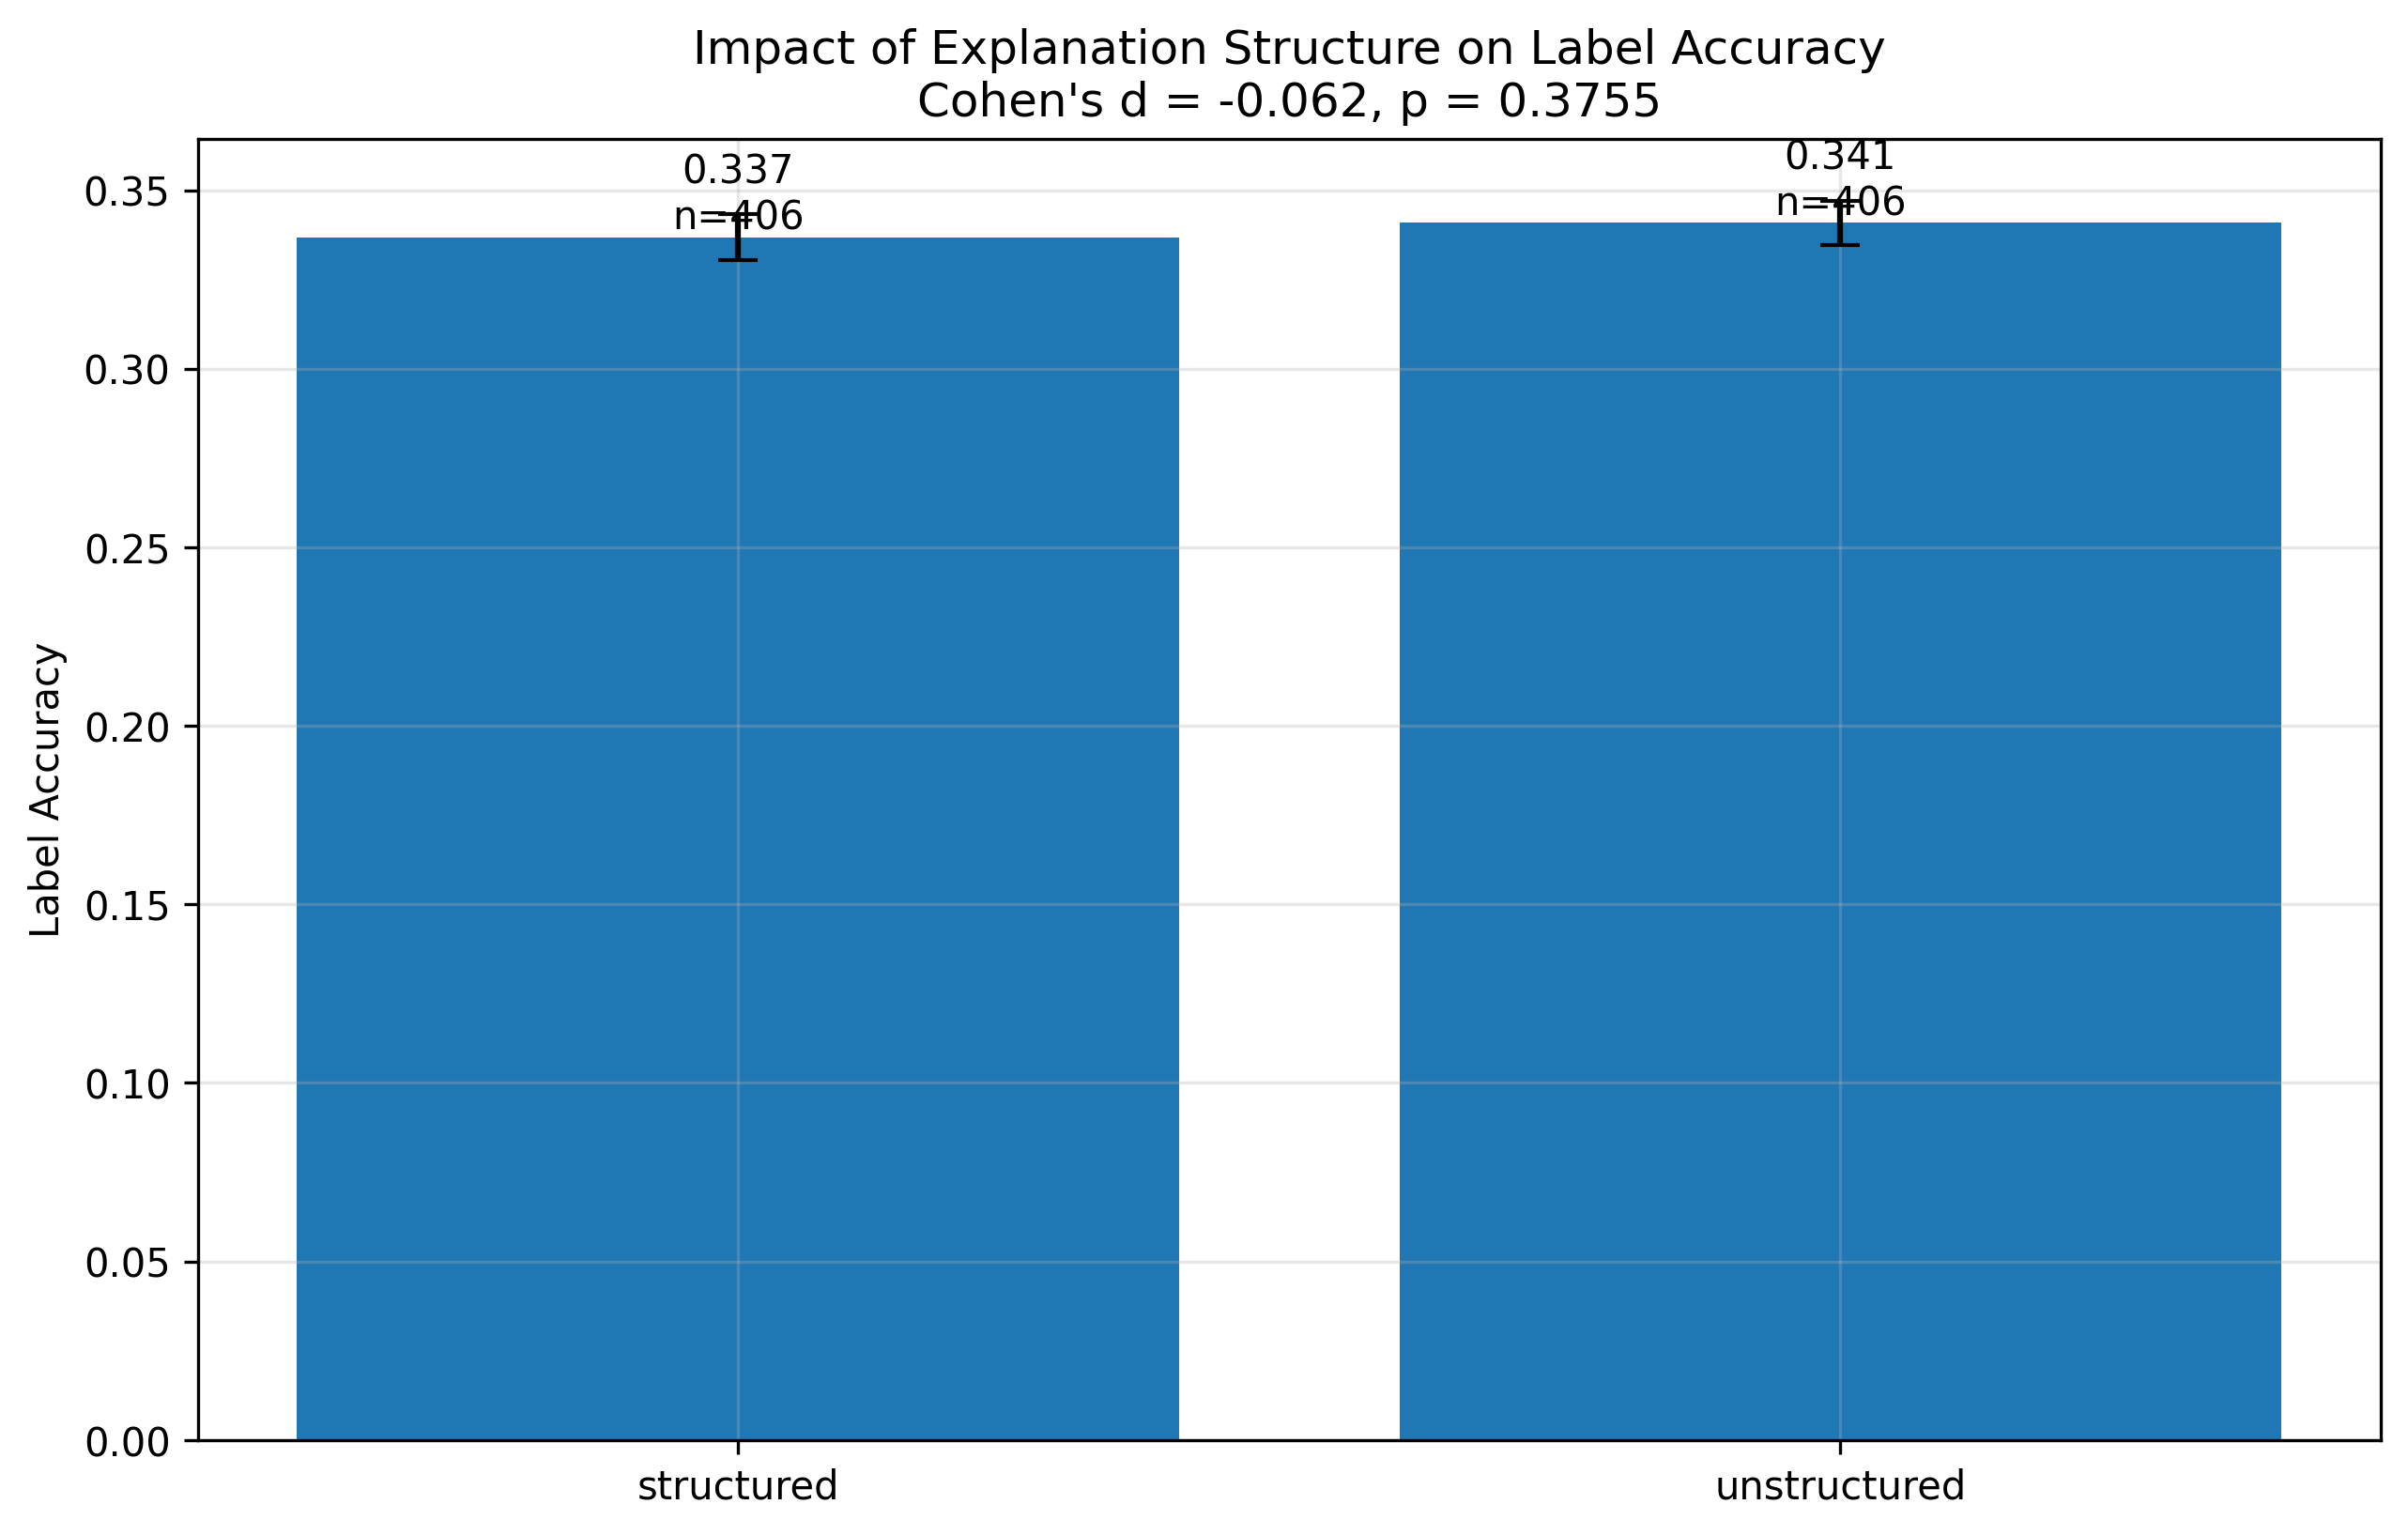 Impact of Explanation Structure on Label Accuracy
Cohen's d = -0.062, p = 0.3755
0.337
n=406
0.341
n=406
0.35
0.30
0.25
0.20
0.15
0.10
0.05
0.00
Label Accuracy
structured
unstructured